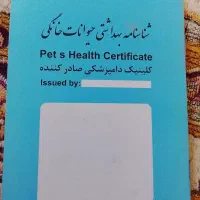 شناسنامه بهداشتی حیوانات خانگی
Pet s Health Certificate
کلینیک دامپزشکی صادر کننده
Issued by: